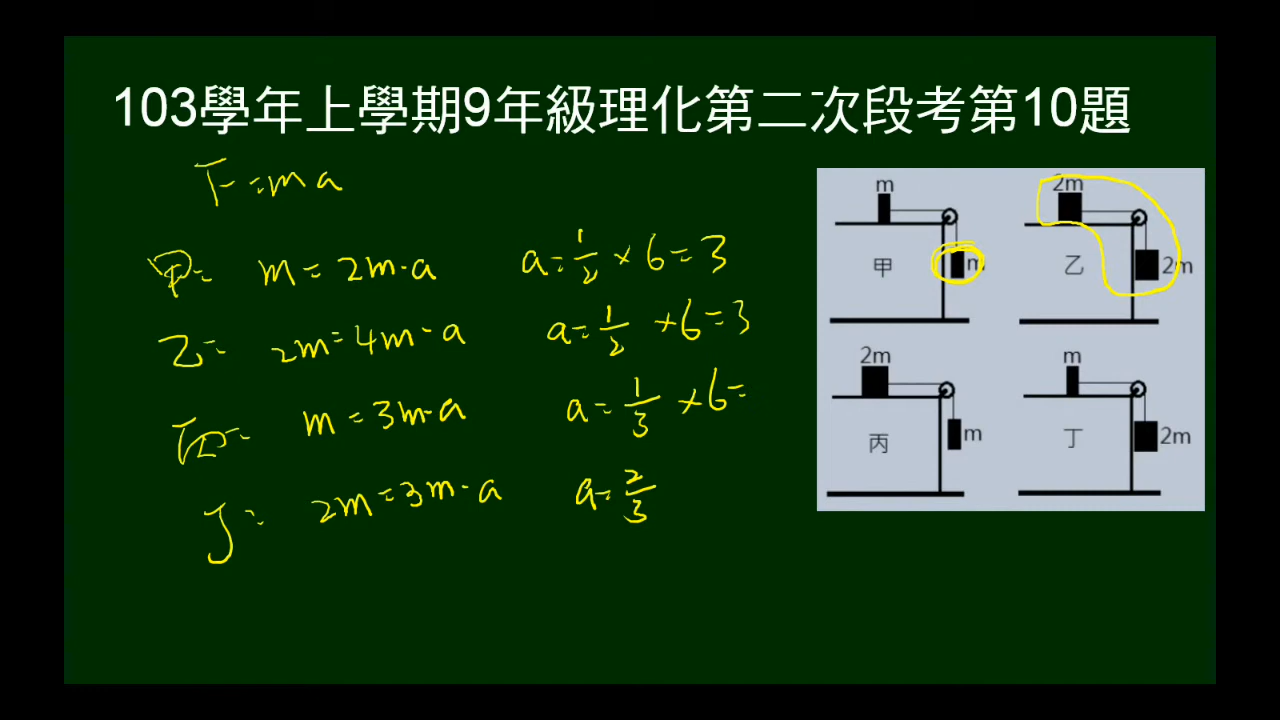 103學年上學期9年級理化第二次段考第10題
F=ma
甲= m=2m·a a=1/2×6=3
乙= 2m=4m-a a=1/2×6=3
丙= m=3m·a a=1/3×6=
丁= 2m=3m·a a=2/3
m
m
甲
2m
2m
乙
2m
m
丙
m
2m
丁